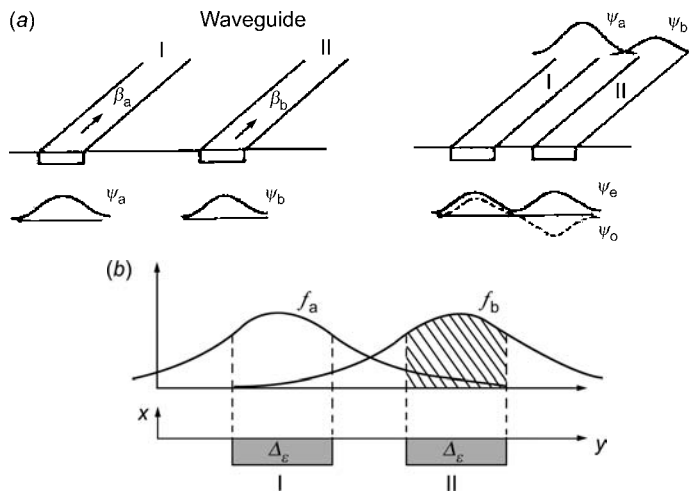 (a) Waveguide
I II
β_a β_b
ψ_a ψ_b
ψ_a ψ_b
I II
ψ_e
ψ_o
(b)
f_a f_b
x
Δ_ε Δ_ε y
I II